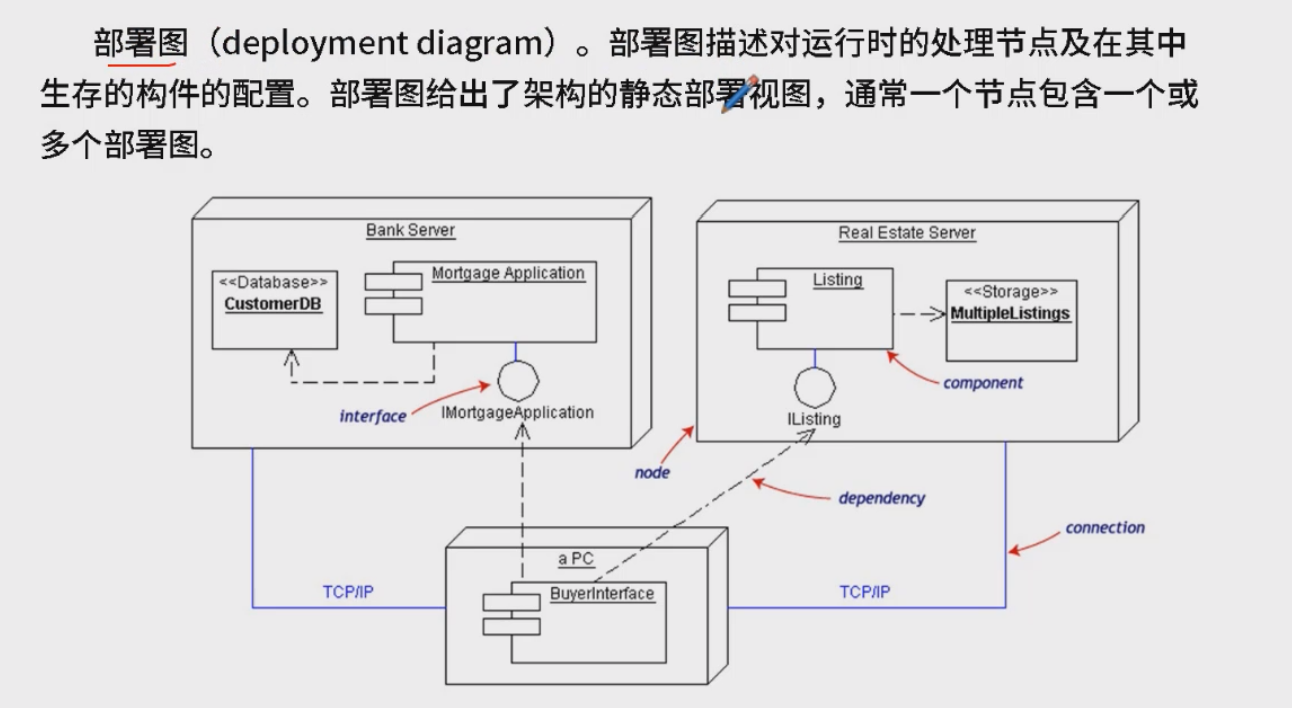 部署图（deployment diagram）。部署图描述对运行时的处理节点及在其中
生存的构件的配置。部署图给出了架构的静态部署视图，通常一个节点包含一个或
多个部署图。
Bank Server
<<Database>>
CustomerDB
Mortgage Application
interface
IMortgageApplication
Real Estate Server
Listing
<<Storage>>
MultipleListings
component
IListing
node
dependency
connection
a PC
BuyerInterface
TCP/IP
TCP/IP